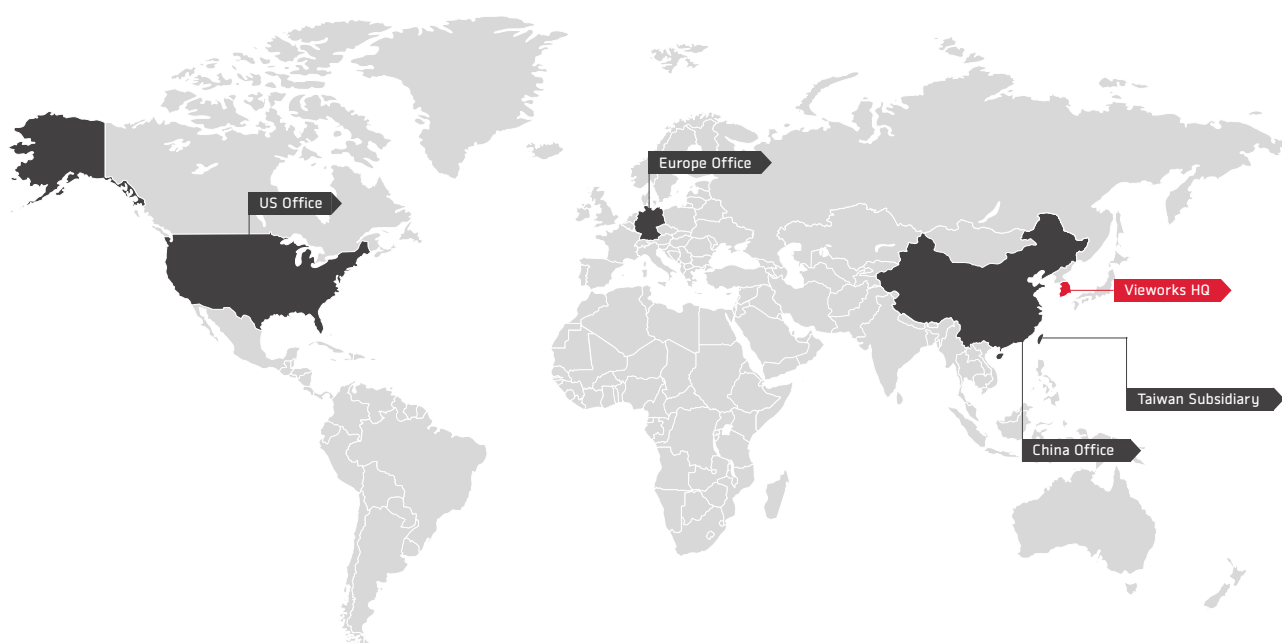 Europe Office
US Office
Vieworks HQ
Taiwan Subsidiary
China Office